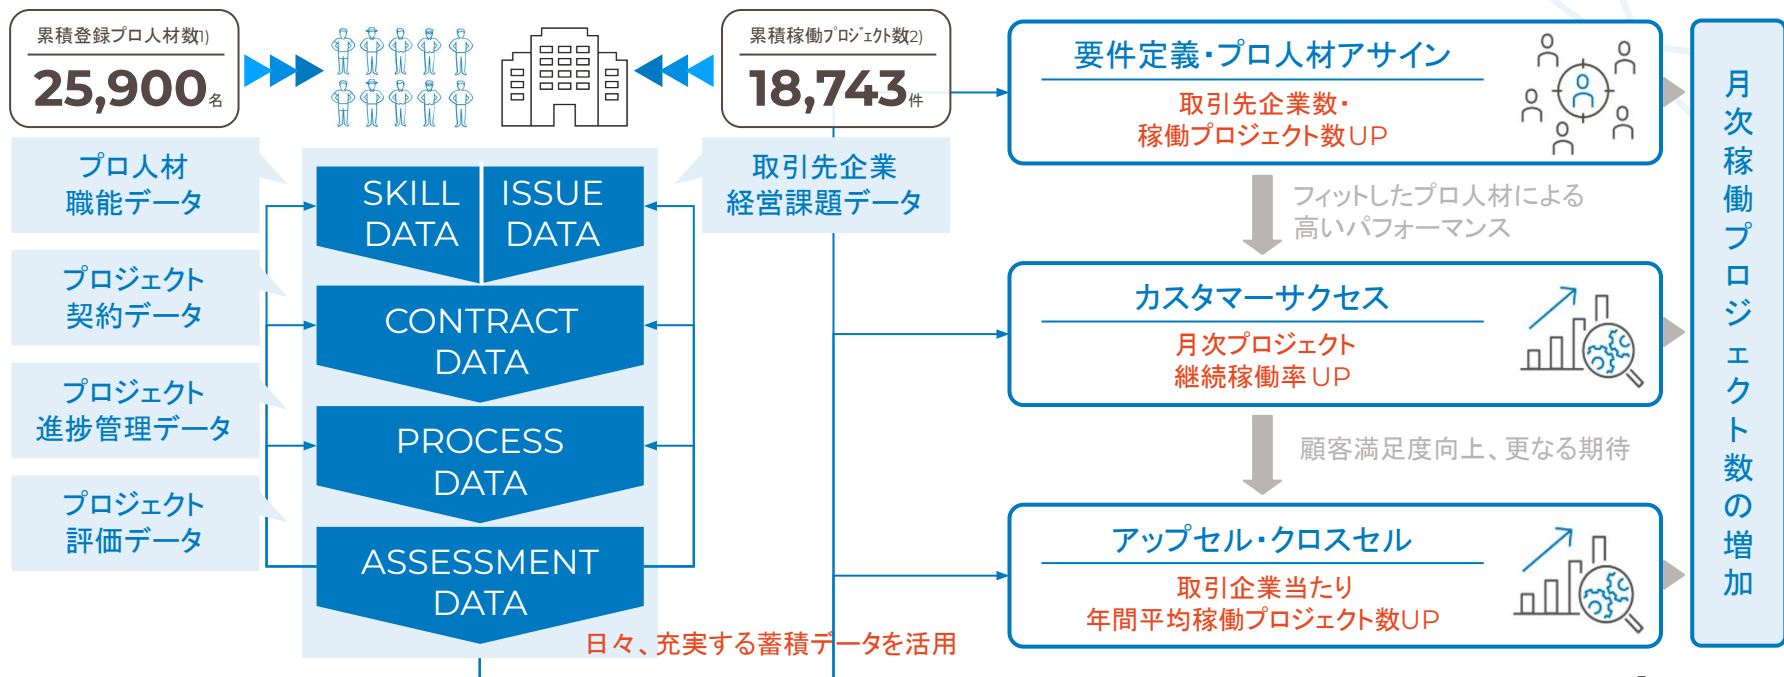 累積登録プロ人材数(1)
25,900名
累積稼働プロジェクト数(2)
18,743件
プロ人材
職能データ
プロジェクト
契約データ
プロジェクト
進捗管理データ
プロジェクト
評価データ
SKILL
DATA
ISSUE
DATA
CONTRACT
DATA
PROCESS
DATA
ASSESSMENT
DATA
取引先企業
経営課題データ
日々、充実する蓄積データを活用
要件定義・プロ人材アサイン
取引先企業数・
稼働プロジェクト数UP
フィットしたプロ人材による
高いパフォーマンス
カスタマーサクセス
月次プロジェクト
継続稼働率UP
顧客満足度向上、更なる期待
アップセル・クロスセル
取引企業当たり
年間平均稼働プロジェクト数UP
月次稼働プロジェクト数の増加